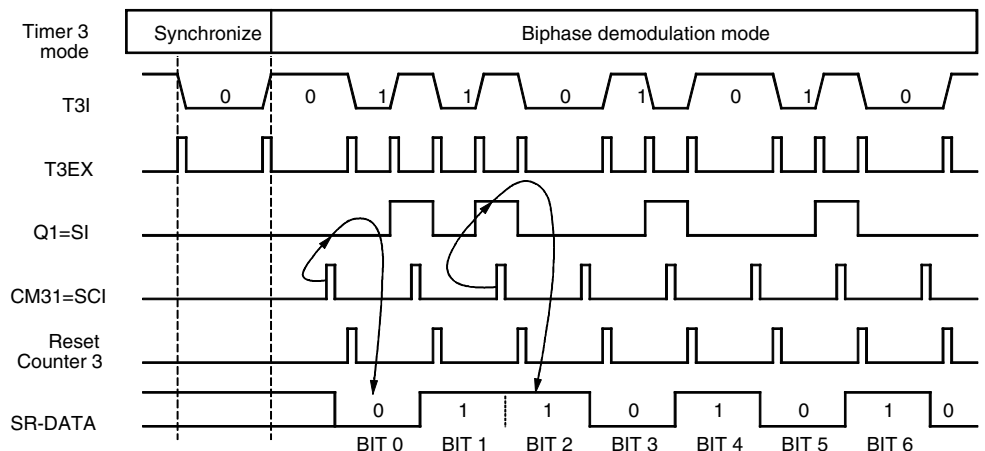 Timer 3
mode
Synchronize
Biphase demodulation mode
T3I
0 0 1 1 0 1 0 1 0
T3EX
Q1=SI
CM31=SCI
Reset
Counter 3
SR-DATA
0 1 1 0 1 0 1 0
BIT 0 BIT 1 BIT 2 BIT 3 BIT 4 BIT 5 BIT 6